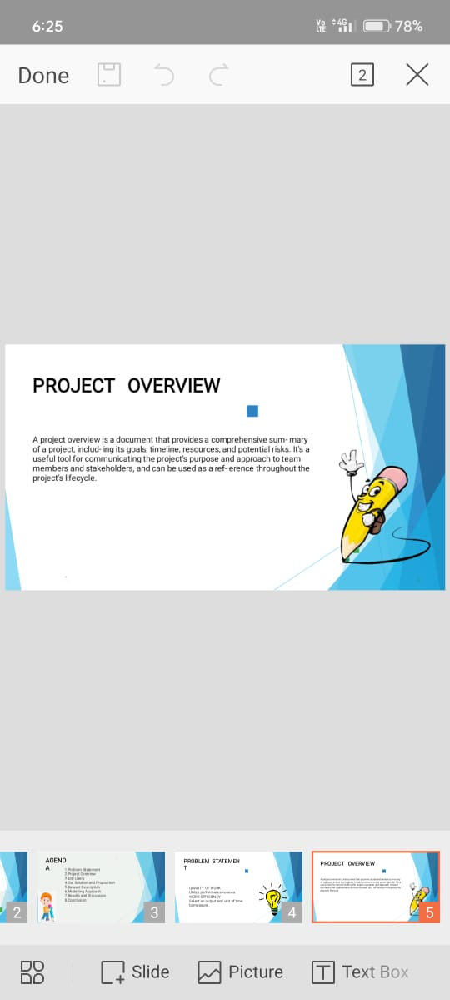 6:25
Vo LTE 4G 78%
Done
2
PROJECT OVERVIEW
A project overview is a document that provides a comprehensive sum- mary
of a project, includ- ing its goals, timeline, resources, and potential risks. It's a
useful tool for communicating the project's purpose and approach to team
members and stakeholders, and can be used as a ref- erence throughout the
project's lifecycle.
2
AGEND
A
1.Problem Statement
2.Project Overview
3.End Users
4.Our Solution and Proposition
5.Dataset Description
6.Modelling Approach
7.Results and Discussion
8.Conclusion
3
PROBLEM STATEMEN
T
QUALITY OF WORK
Utilize performance reviews
WORK EFFICIENCY
Select an output and unit of time
to measure
4
PROJECT OVERVIEW
5
Slide
Picture
Text Box